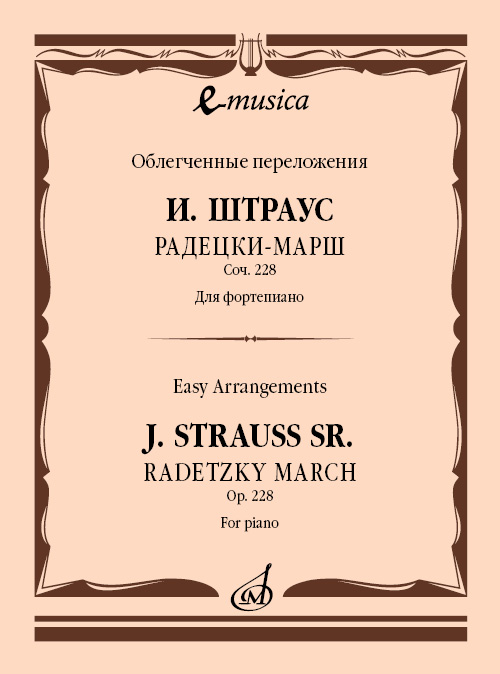 e-musica
Облегченные переложения
И. ШТРАУС
РАДЕЦКИ-МАРШ
Соч. 228
Для фортепиано
Easy Arrangements
J. STRAUSS SR.
RADETZKY MARCH
Op. 228
For piano